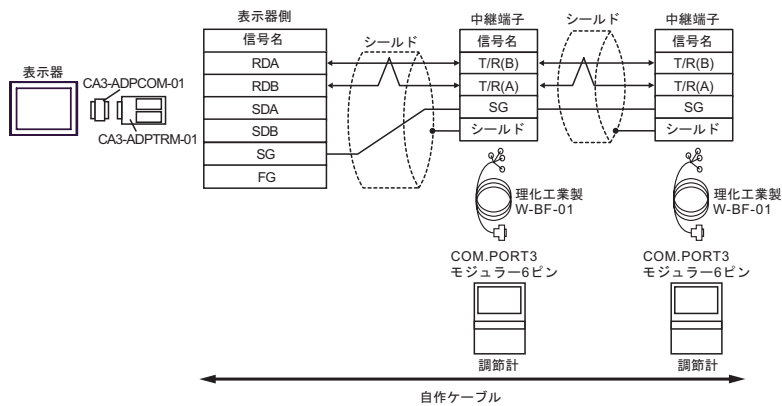 表示器側
中継端子
シールド
中継端子
信号名
シールド
信号名
信号名
表示器
CA3-ADPCOM-01
CA3-ADPTRM-01
RDA
T/R(B)
T/R(B)
RDB
T/R(A)
T/R(A)
SDA
SG
SG
SDB
シールド
シールド
SG
FG
理化工業製
W-BF-01
理化工業製
W-BF-01
COM.PORT3
モジュラー6ピン
COM.PORT3
モジュラー6ピン
調節計
調節計
自作ケーブル